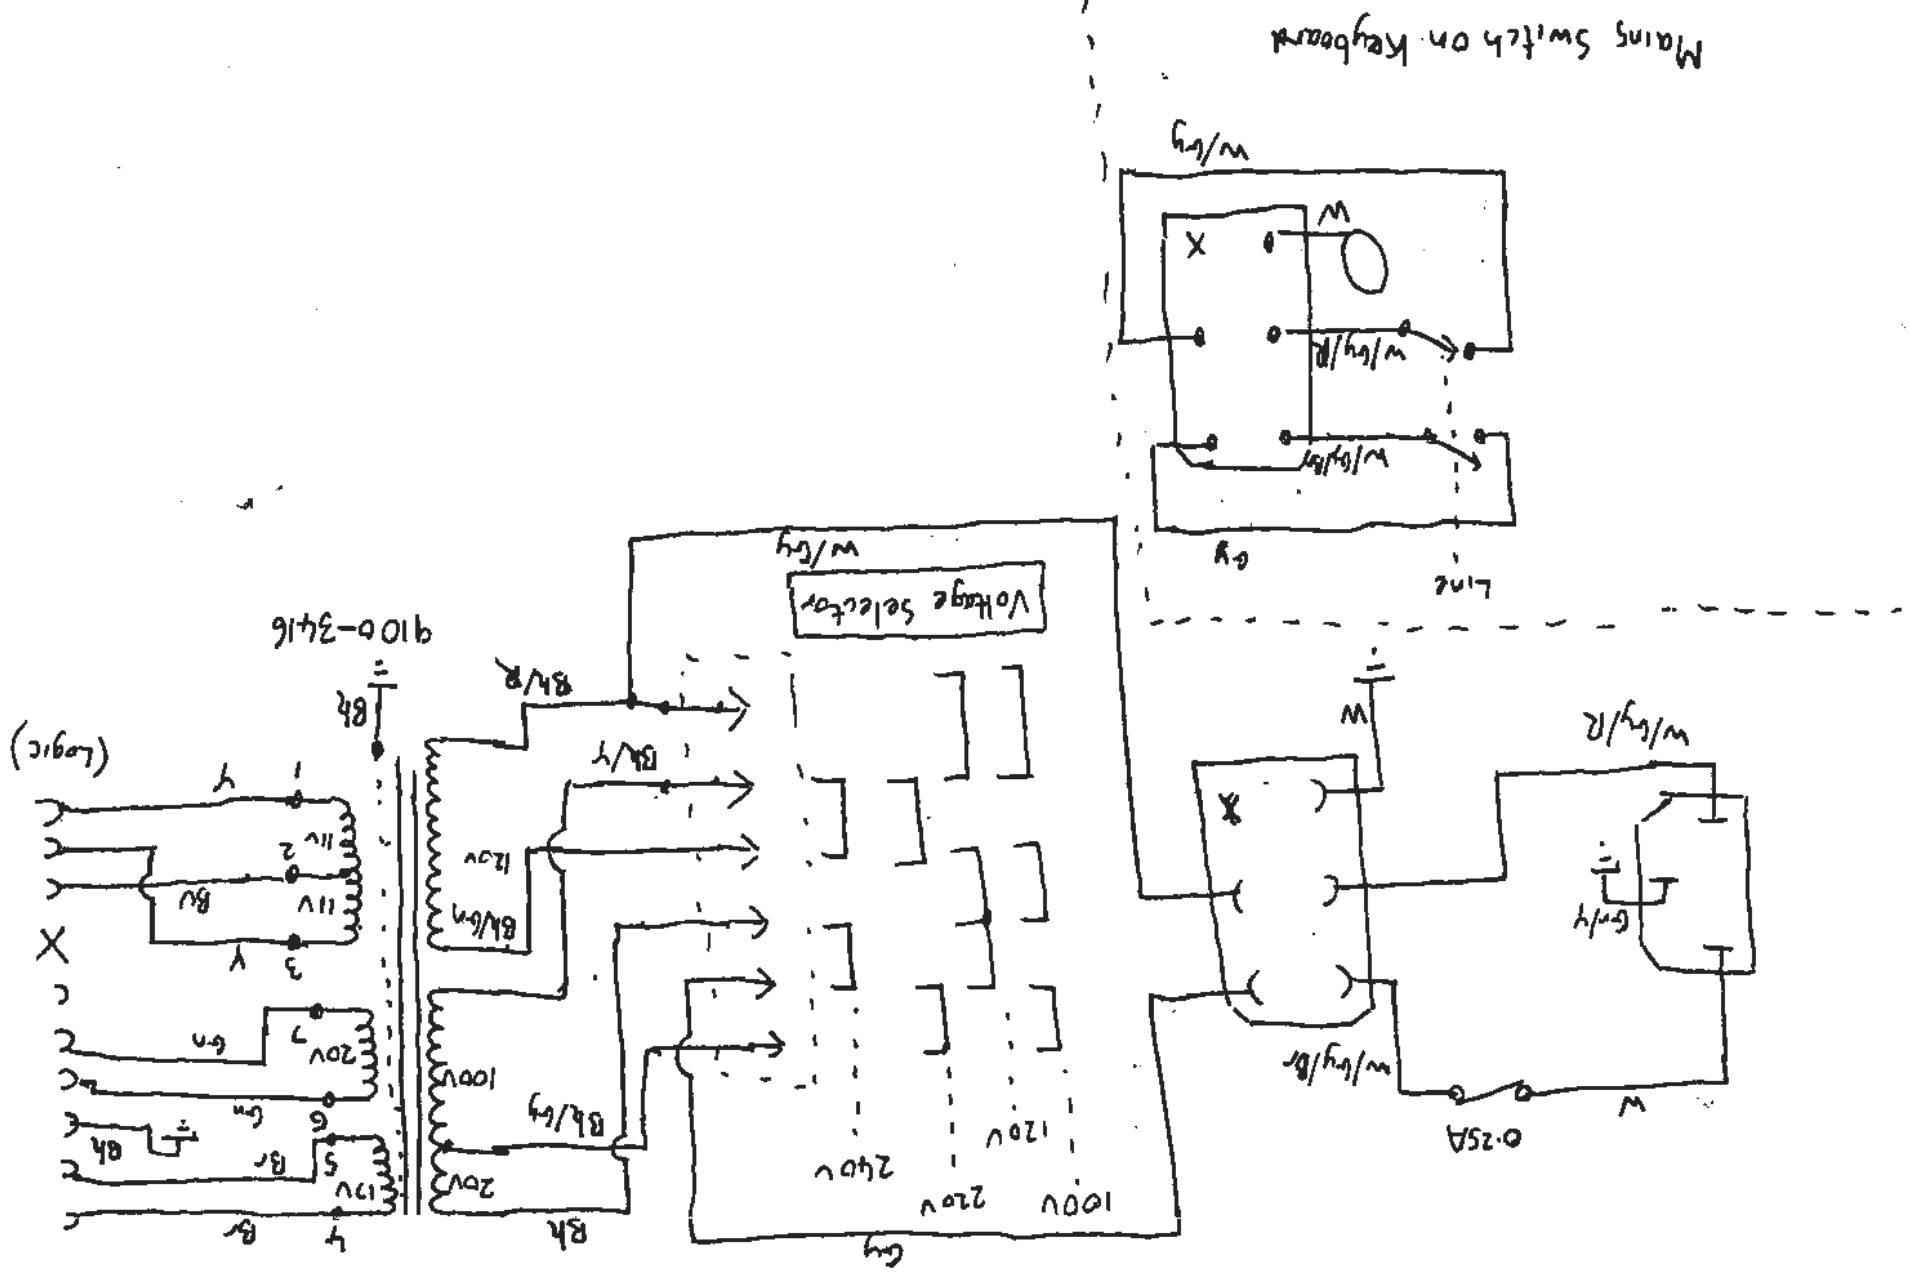 0.25A
W
Gy
100V
220V
240V
120V
Bk
4
Br
20V
17V
W/Gy/Br
Bk/Gy
5
Br
Bk
6
Gn
100V
20V
7
Gn
Gr/Y
X
Bk/Gn
3
Y
X
11V
BU
120V
2
11V
1
Y
(Logic)
W/Gy/R
W
Bk/Y
Bk/R
Bk
9100-3416
Voltage Selector
Line
Gy
W/Gy
W/Gy/Br
W/Gy/R
X
W
W/Gy
Mains Switch on Keyboard